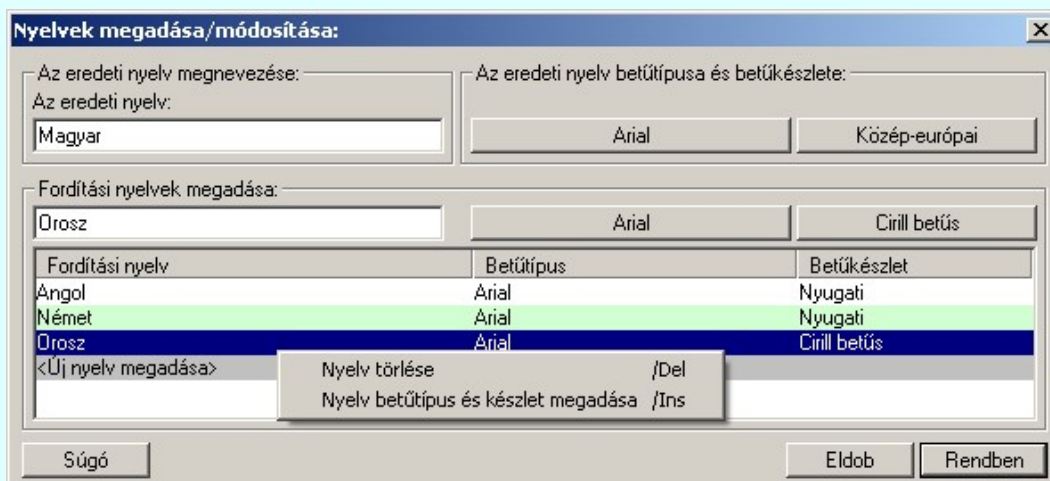 Nyelvek megadása/módosítása:
Az eredeti nyelv megnevezése:
Az eredeti nyelv:
Magyar
Az eredeti nyelv betűtípusa és betűkészlete:
Arial Közép-európai
Fordítási nyelvek megadása:
Orosz Arial Cirill betűs
Fordítási nyelv Betűtípus Betűkészlet
Angol Arial Nyugati
Német Arial Nyugati
Orosz Arial Cirill betűs
<Új nyelv megadása>
Nyelv törlése /Del
Nyelv betűtípus és készlet megadása /Ins
Súgó Eldob Rendben